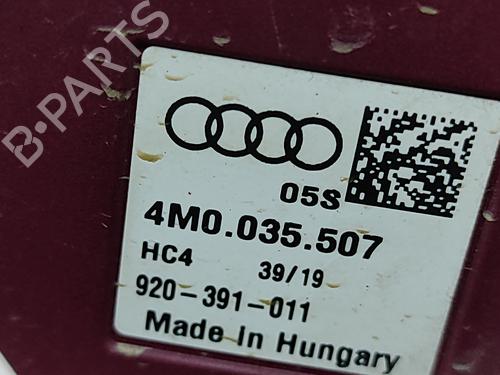 B-PARTS
05S
4M0.035.507
HC4 39/19
920-391-011
Made in Hungary